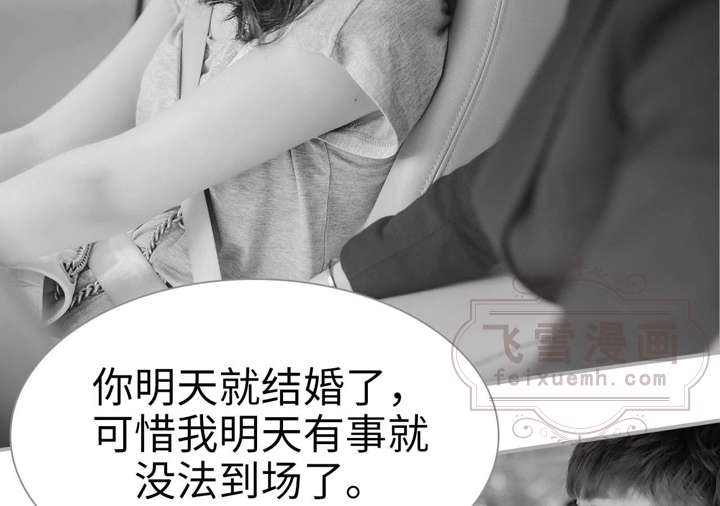 飞雪漫画
feixuemh.com
你明天就结婚了，
可惜我明天有事就
没法到场了。